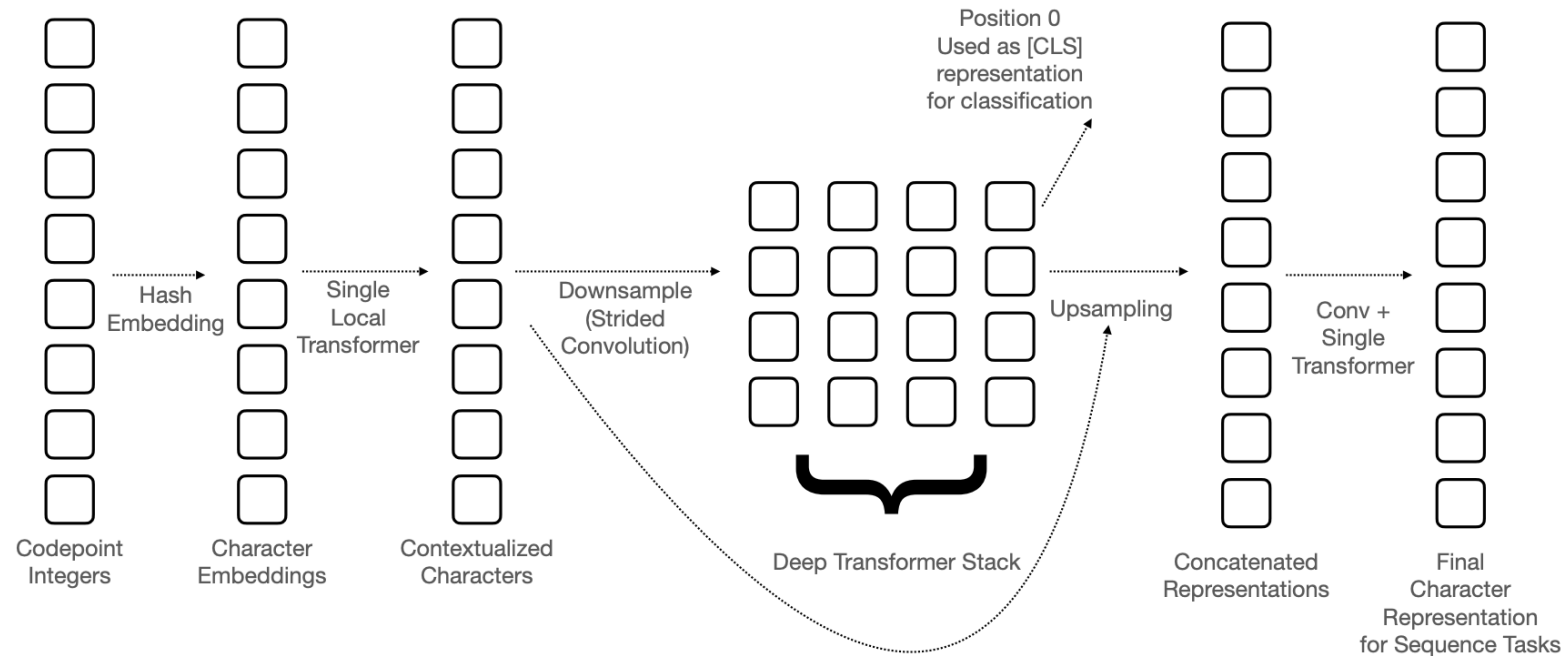 Position 0
Used as [CLS]
representation
for classification
Hash
Embedding
Single
Local
Transformer
Downsample
(Strided
Convolution)
Upsampling
Conv +
Single
Transformer
Codepoint
Integers
Character
Embeddings
Contextualized
Characters
Deep Transformer Stack
Concatenated
Representations
Final
Character
Representation
for Sequence Tasks